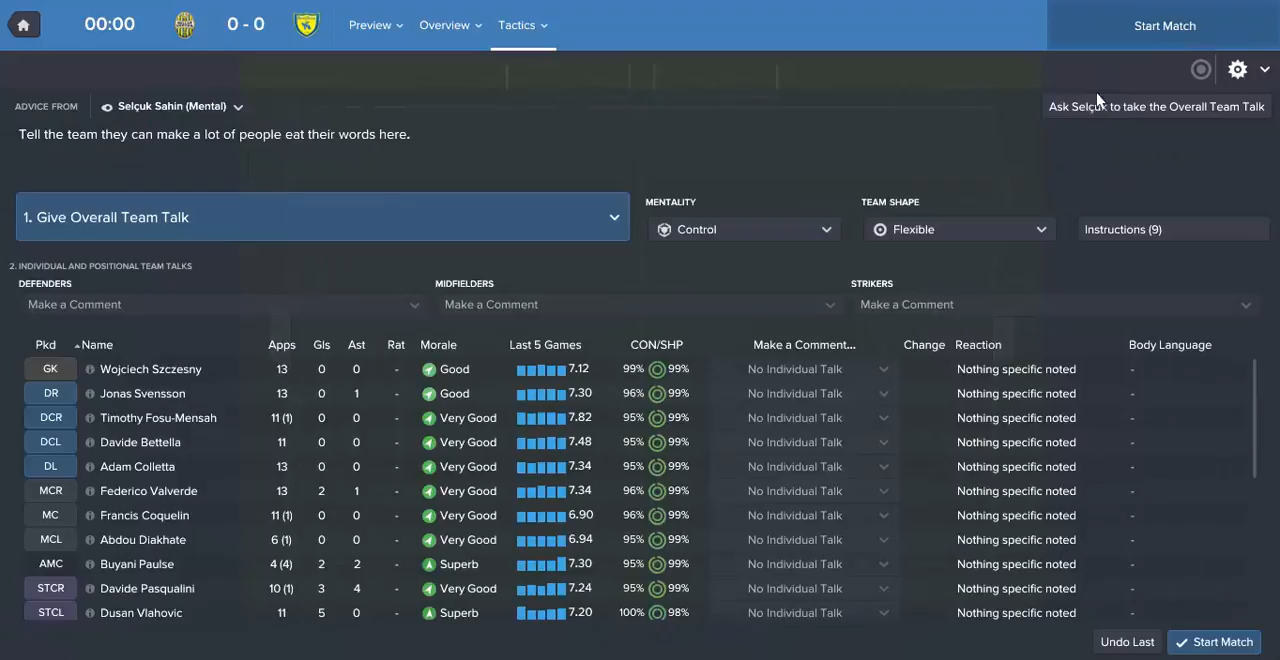 00:00 0 - 0 Preview Overview Tactics Start Match
ADVICE FROM Selçuk Sahin (Mental) Ask Selçuk to take the Overall Team Talk
Tell the team they can make a lot of people eat their words here.
MENTALITY TEAM SHAPE
1. Give Overall Team Talk Control Flexible Instructions (9)
2. INDIVIDUAL AND POSITIONAL TEAM TALKS
DEFENDERS MIDFIELDERS STRIKERS
Make a Comment Make a Comment Make a Comment
Pkd Name Apps Gls Ast Rat Morale Last 5 Games CON/SHP Make a Comment... Change Reaction Body Language
GK Wojciech Szczesny 13 0 0 - Good 7.12 99% 99% No Individual Talk Nothing specific noted -
DR Jonas Svensson 13 0 1 - Good 7.30 96% 99% No Individual Talk Nothing specific noted -
DCR Timothy Fosu-Mensah 11 (1) 0 0 - Very Good 7.82 95% 99% No Individual Talk Nothing specific noted -
DCL Davide Bettella 11 0 0 - Very Good 7.48 95% 99% No Individual Talk Nothing specific noted -
DL Adam Colletta 13 0 0 - Very Good 7.34 95% 99% No Individual Talk Nothing specific noted -
MCR Federico Valverde 13 2 1 - Very Good 7.34 96% 99% No Individual Talk Nothing specific noted -
MC Francis Coquelin 11 (1) 0 0 - Very Good 6.90 96% 99% No Individual Talk Nothing specific noted -
MCL Abdou Diakhate 6 (1) 0 0 - Very Good 6.94 95% 99% No Individual Talk Nothing specific noted -
AMC Buyani Paulse 4 (4) 2 2 - Superb 7.30 95% 99% No Individual Talk Nothing specific noted -
STCR Davide Pasqualini 10 (1) 3 4 - Very Good 7.24 95% 99% No Individual Talk Nothing specific noted -
STCL Dusan Vlahovic 11 5 0 - Superb 7.20 100% 98% No Individual Talk Nothing specific noted -
Undo Last Start Match